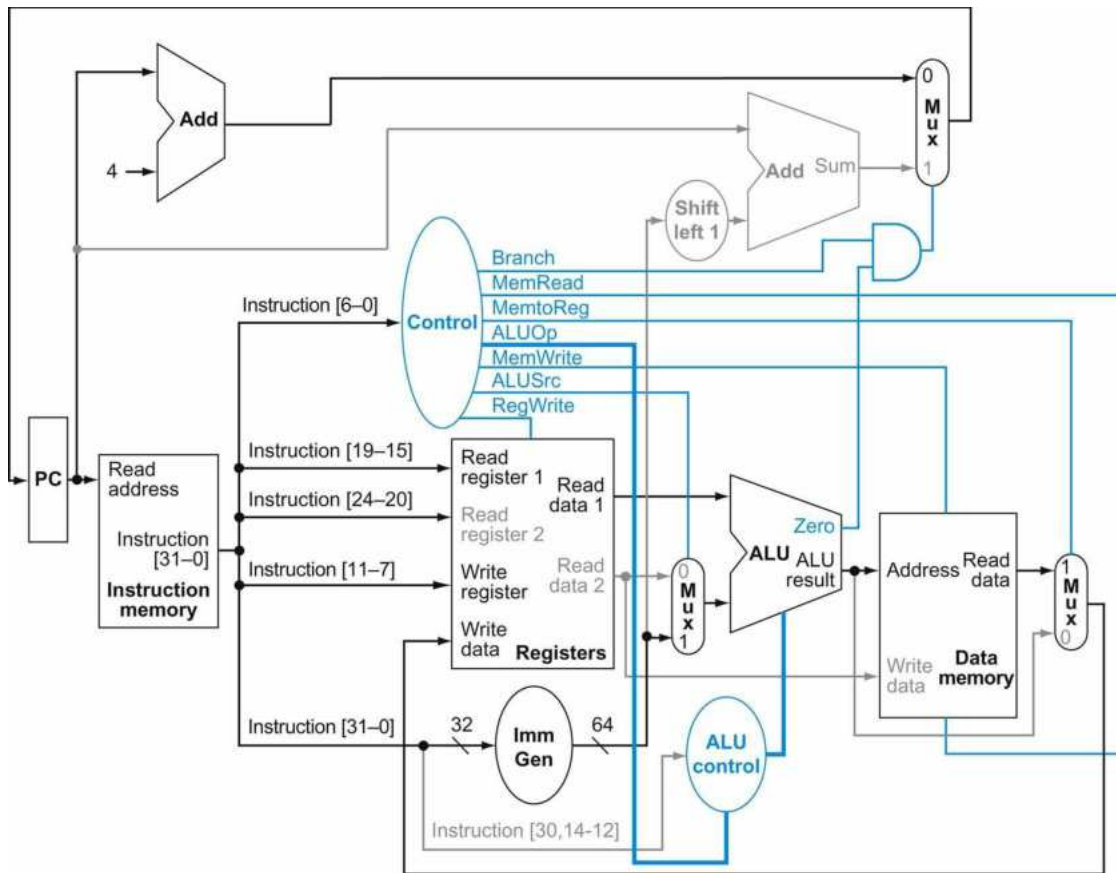 Add
4
0
Mux
1
Add Sum
Shift
left 1
Branch
MemRead
MemtoReg
ALUOp
MemWrite
ALUSrc
RegWrite
Control
Instruction [6–0]
PC
Read
address
Instruction
[31–0]
Instruction
memory
Instruction [19–15]
Instruction [24–20]
Instruction [11–7]
Instruction [31–0]
Read
register 1
Read
register 2
Write
register
Write
data
Read
data 1
Read
data 2
Registers
0
Mux
1
Zero
ALU
ALU
result
Address
Read
data
Write
data
Data
memory
1
Mux
0
32
Imm
Gen
64
ALU
control
Instruction [30,14-12]